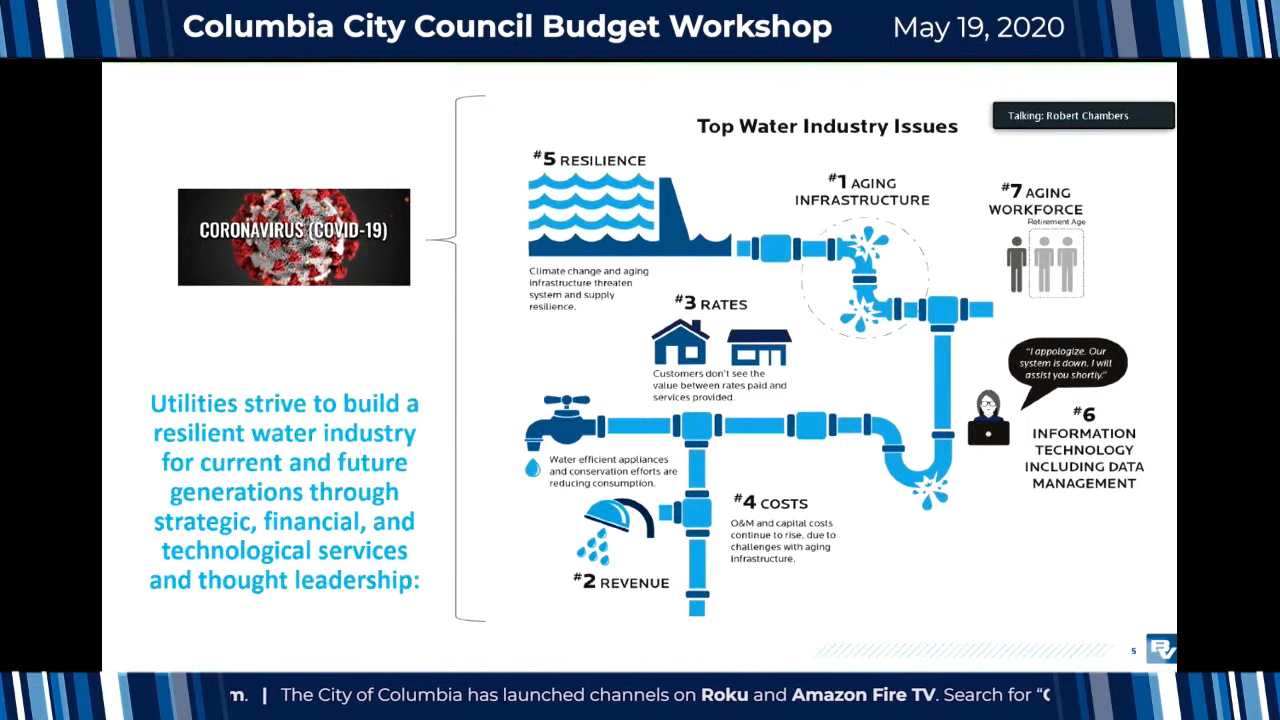 Columbia City Council Budget Workshop May 19, 2020
Talking: Robert Chambers
Top Water Industry Issues
CORONAVIRUS (COVID-19)
Utilities strive to build a
resilient water industry
for current and future
generations through
strategic, financial, and
technological services
and thought leadership:
#5 RESILIENCE
Climate change and aging
infrastructure threaten
system and supply
resilience.
#1 AGING
INFRASTRUCTURE
#7 AGING
WORKFORCE
Retirement Age
#3 RATES
Customers don't see the
value between rates paid and
services provided.
"I appologize. Our
system is down. I will
assist you shortly."
#6
INFORMATION
TECHNOLOGY
INCLUDING DATA
MANAGEMENT
Water efficient appliances
and conservation efforts are
reducing consumption.
#2 REVENUE
#4 COSTS
O&M and capital costs
continue to rise, due to
challenges with aging
infrastructure.
5
BV
m. | The City of Columbia has launched channels on Roku and Amazon Fire TV. Search for "C